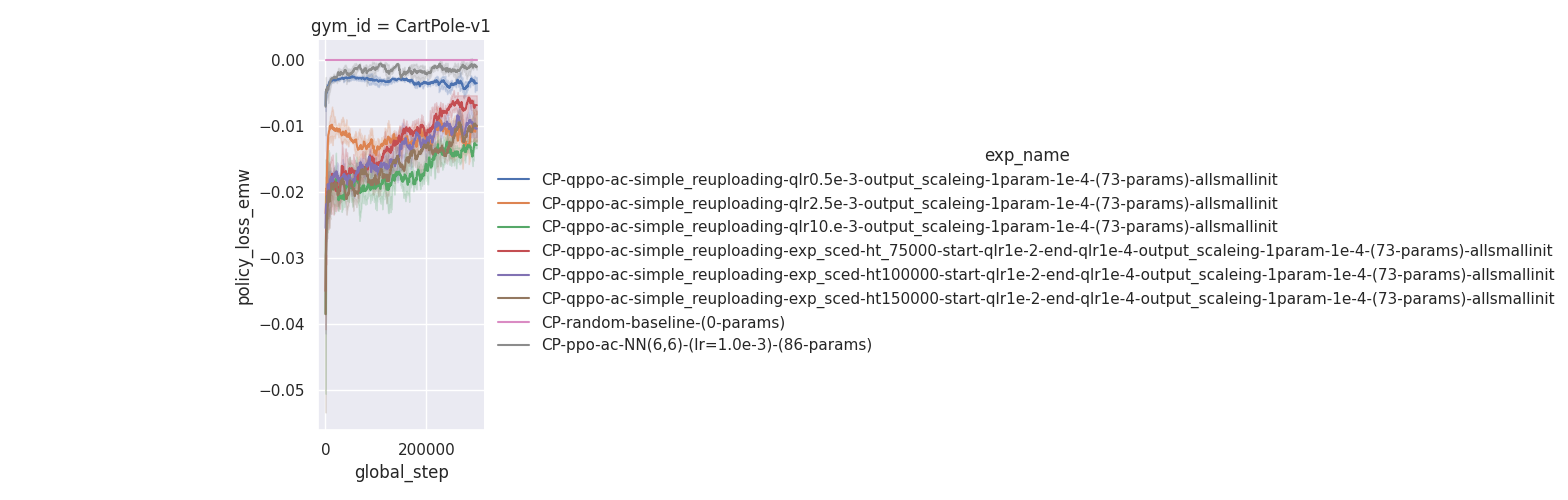 gym_id = CartPole-v1
0.00
−0.01
−0.02
−0.03
−0.04
−0.05
policy_loss_emw
0
200000
global_step
exp_name
CP-qppo-ac-simple_reuploading-qlr0.5e-3-output_scaleing-1param-1e-4-(73-params)-allsmallinit
CP-qppo-ac-simple_reuploading-qlr2.5e-3-output_scaleing-1param-1e-4-(73-params)-allsmallinit
CP-qppo-ac-simple_reuploading-qlr10.e-3-output_scaleing-1param-1e-4-(73-params)-allsmallinit
CP-qppo-ac-simple_reuploading-exp_sced-ht_75000-start-qlr1e-2-end-qlr1e-4-output_scaleing-1param-1e-4-(73-params)-allsmallinit
CP-qppo-ac-simple_reuploading-exp_sced-ht100000-start-qlr1e-2-end-qlr1e-4-output_scaleing-1param-1e-4-(73-params)-allsmallinit
CP-qppo-ac-simple_reuploading-exp_sced-ht150000-start-qlr1e-2-end-qlr1e-4-output_scaleing-1param-1e-4-(73-params)-allsmallinit
CP-random-baseline-(0-params)
CP-ppo-ac-NN(6,6)-(lr=1.0e-3)-(86-params)